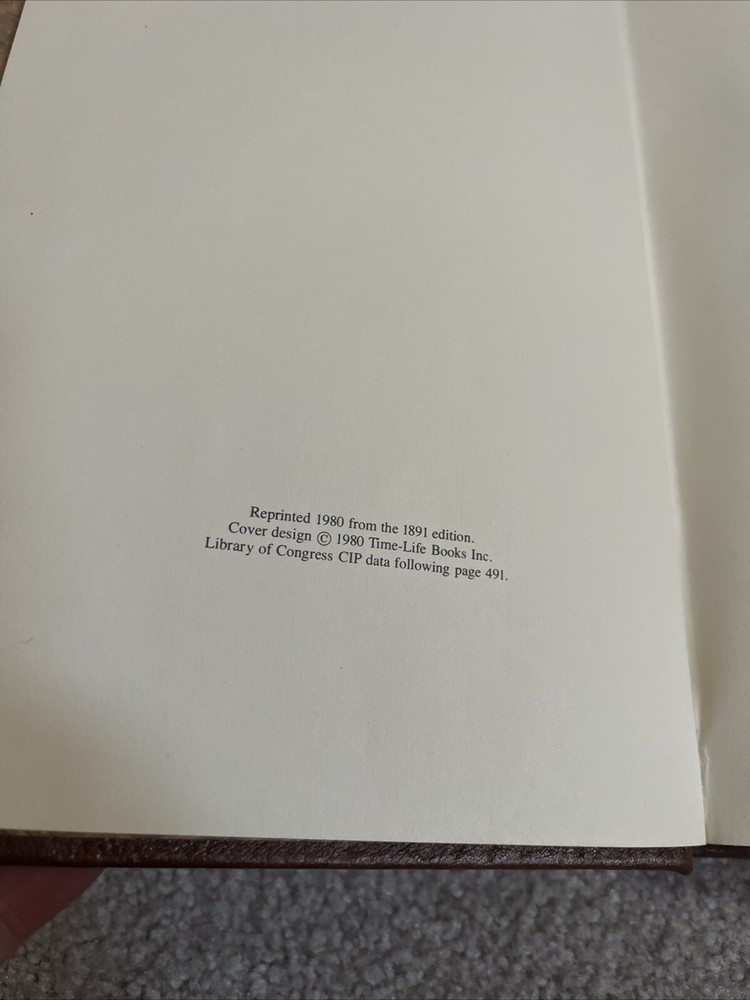 Reprinted 1980 from the 1891 edition.
Cover design © 1980 Time-Life Books Inc.
Library of Congress CIP data following page 491.